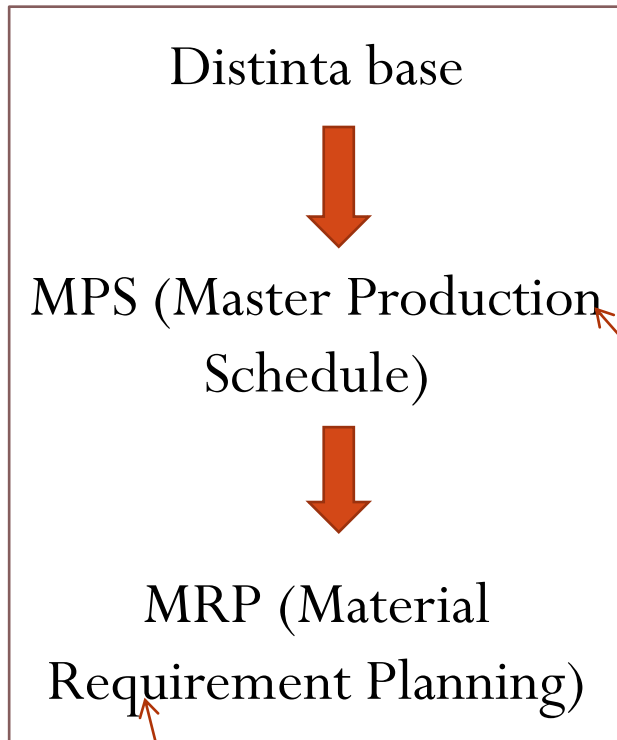 Distinta base
MPS (Master Production
Schedule)
MRP (Material
Requirement Planning)